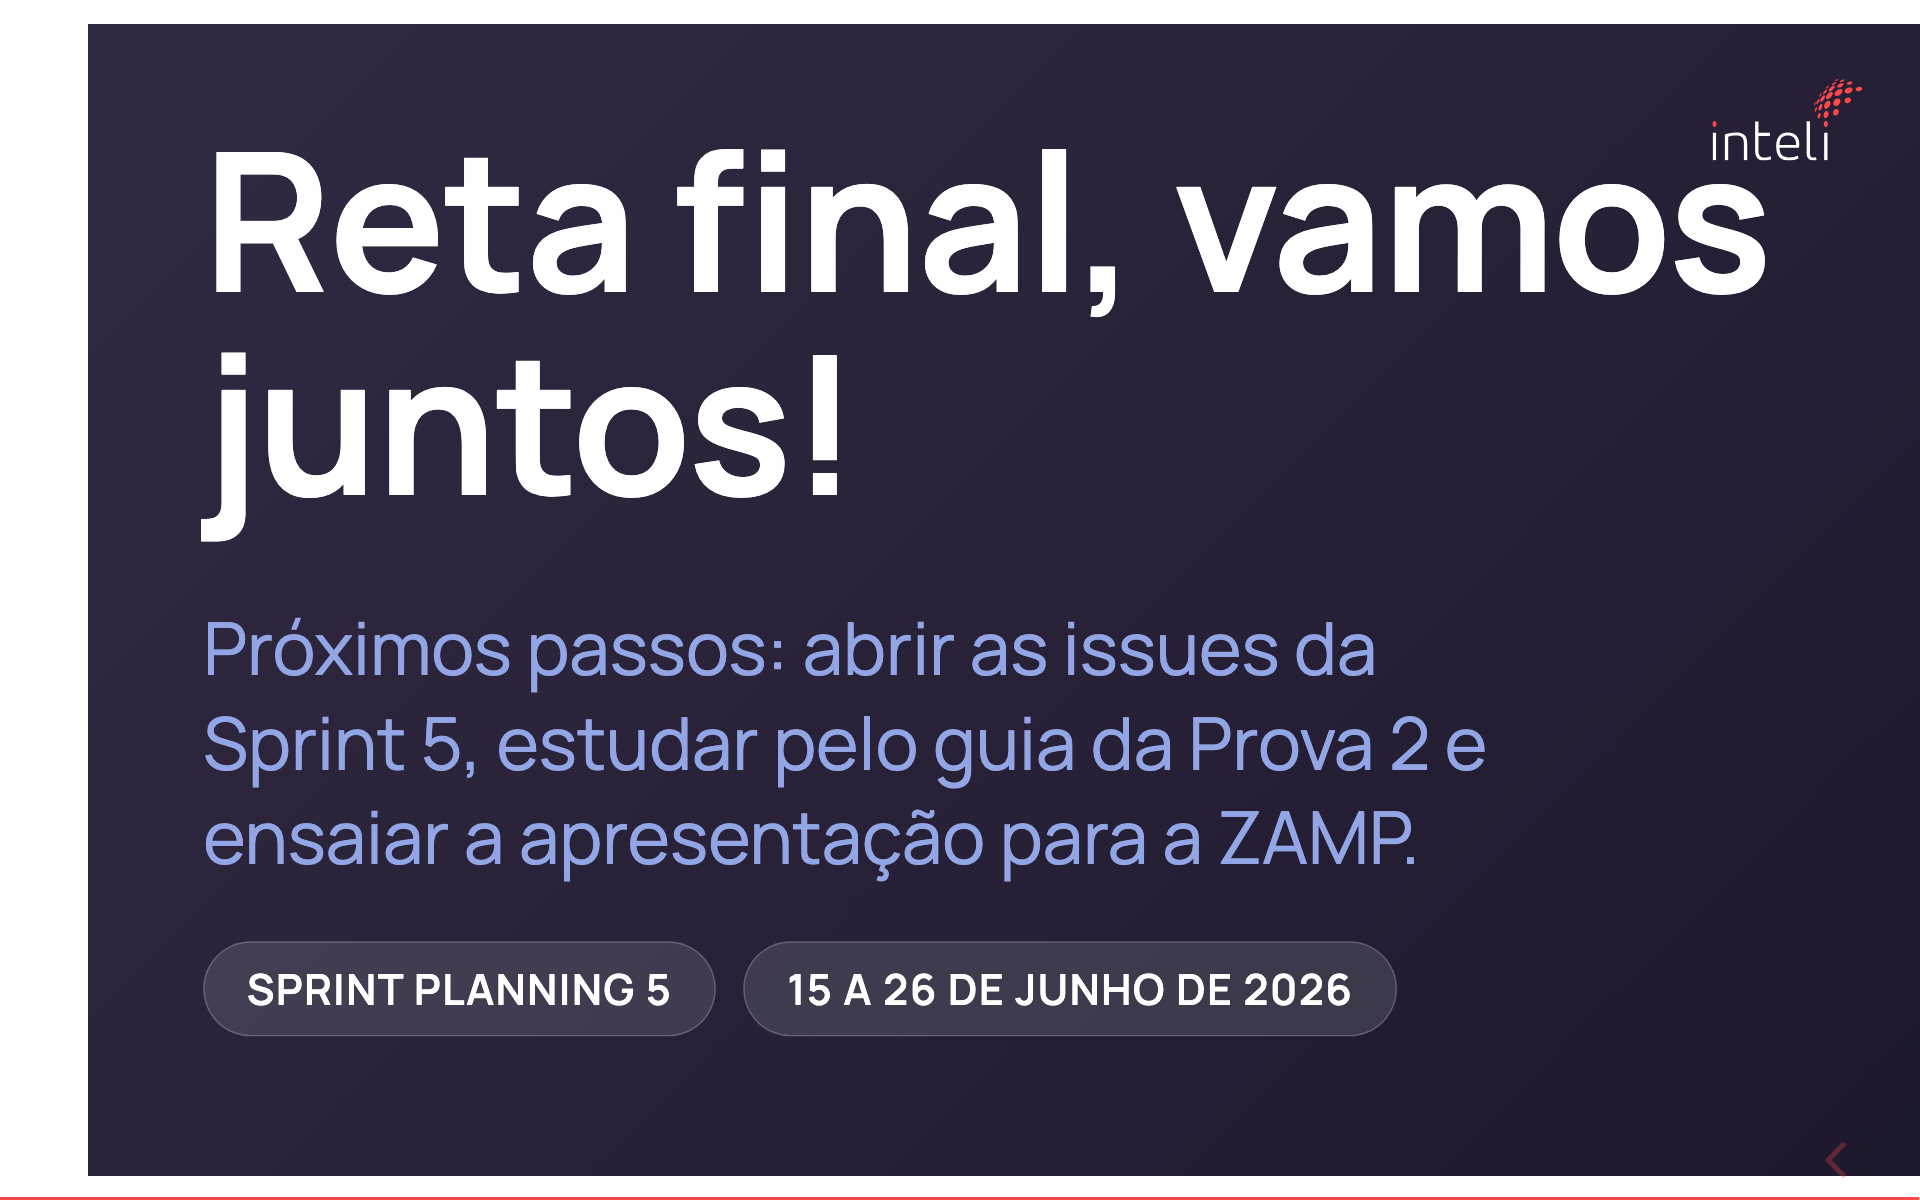 inteli
Reta final, vamos
juntos!
Próximos passos: abrir as issues da
Sprint 5, estudar pelo guia da Prova 2 e
ensaiar a apresentação para a ZAMP.
SPRINT PLANNING 5
15 A 26 DE JUNHO DE 2026